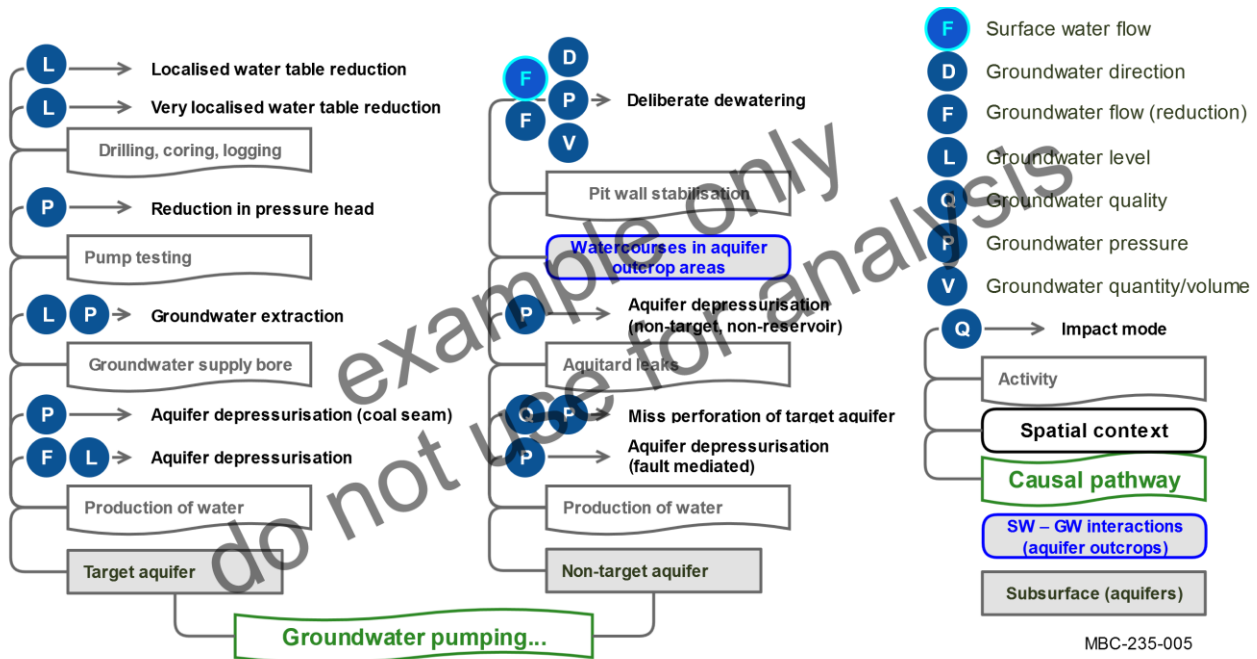 L
Localised water table reduction
L
Very localised water table reduction
Drilling, coring, logging
P
Reduction in pressure head
Pump testing
L P
Groundwater extraction
Groundwater supply bore
P
Aquifer depressurisation (coal seam)
F L
Aquifer depressurisation
Production of water
Target aquifer
F
D
F
P
V
Deliberate dewatering
Pit wall stabilisation
Watercourses in aquifer
outcrop areas
P
Aquifer depressurisation
(non-target, non-reservoir)
Aquitard leaks
Q P
Miss perforation of target aquifer
P
Aquifer depressurisation
(fault mediated)
Production of water
Non-target aquifer
Groundwater pumping...
F
Surface water flow
D
Groundwater direction
F
Groundwater flow (reduction)
L
Groundwater level
Q
Groundwater quality
P
Groundwater pressure
V
Groundwater quantity/volume
Q
Impact mode
Activity
Spatial context
Causal pathway
SW – GW interactions
(aquifer outcrops)
Subsurface (aquifers)
MBC-235-005
example only
do not use for analysis